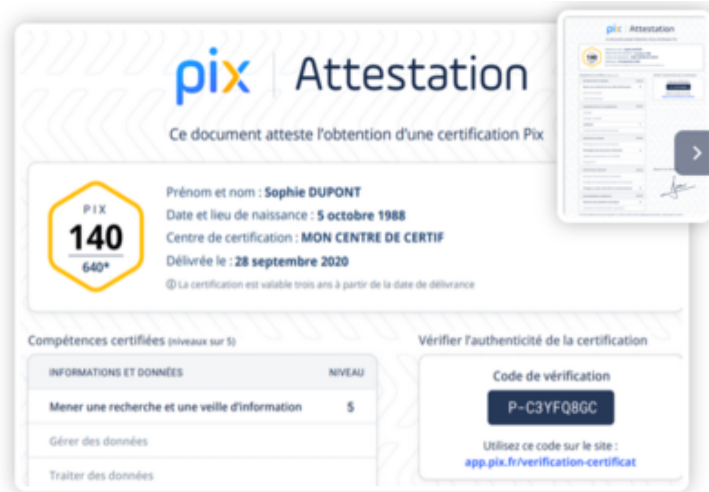 pix Attestation
Ce document atteste l'obtention d'une certification Pix
PIX
140
640*
Prénom et nom : Sophie DUPONT
Date et lieu de naissance : 5 octobre 1988
Centre de certification : MON CENTRE DE CERTIF
Délivrée le : 28 septembre 2020
La certification est valable trois ans à partir de la date de délivrance
Compétences certifiées (niveaux sur 5)
INFORMATIONS ET DONNÉES NIVEAU
Mener une recherche et une veille d'information 5
Gérer des données
Traiter des données
Vérifier l'authenticité de la certification
Code de vérification
P-C3YFQ8GC
Utilisez ce code sur le site :
app.pix.fr/verification-certificat
pix Attestation
140